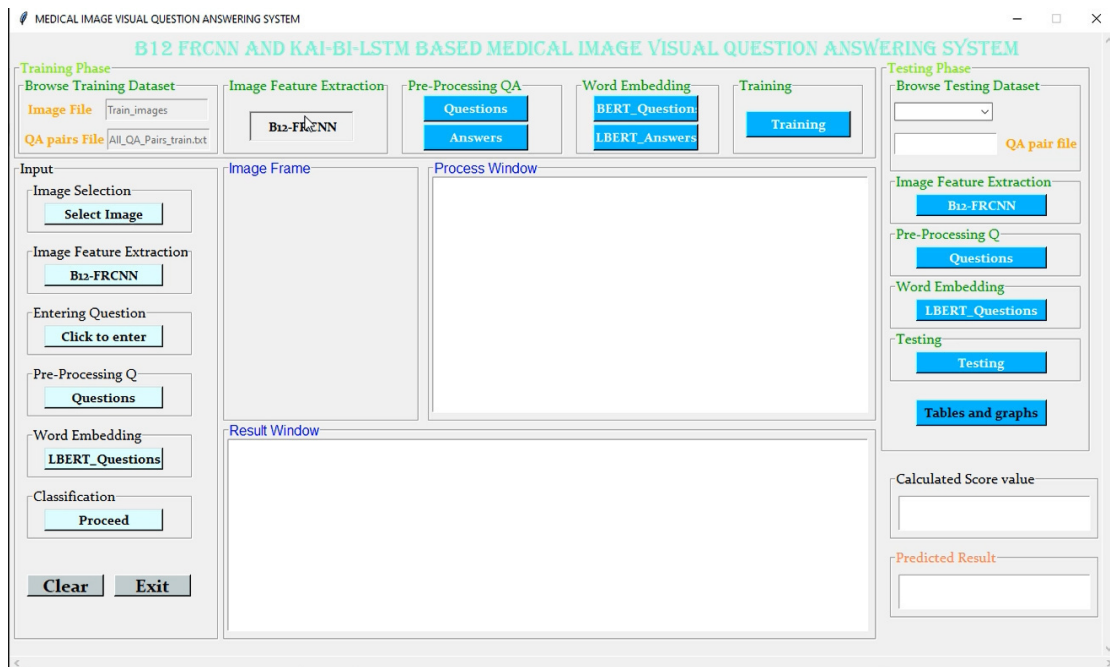 MEDICAL IMAGE VISUAL QUESTION ANSWERING SYSTEM
B12 FRCNN AND KAI-BI-LSTM BASED MEDICAL IMAGE VISUAL QUESTION ANSWERING SYSTEM
Training Phase
Browse Training Dataset
Image File
Train_images
QA pairs File
All_QA_Pairs_train.txt
Image Feature Extraction
B12-FRCNN
Pre-Processing QA
Questions
Answers
Word Embedding
BERT_Question
LBERT_Answers
Training
Training
Testing Phase
Browse Testing Dataset
QA pair file
Image Feature Extraction
B12-FRCNN
Pre-Processing Q
Questions
Word Embedding
LBERT_Questions
Testing
Testing
Tables and graphs
Input
Image Selection
Select Image
Image Feature Extraction
B12-FRCNN
Entering Question
Click to enter
Pre-Processing Q
Questions
Word Embedding
LBERT_Questions
Classification
Proceed
Clear
Exit
Image Frame
Process Window
Result Window
Calculated Score value
Predicted Result